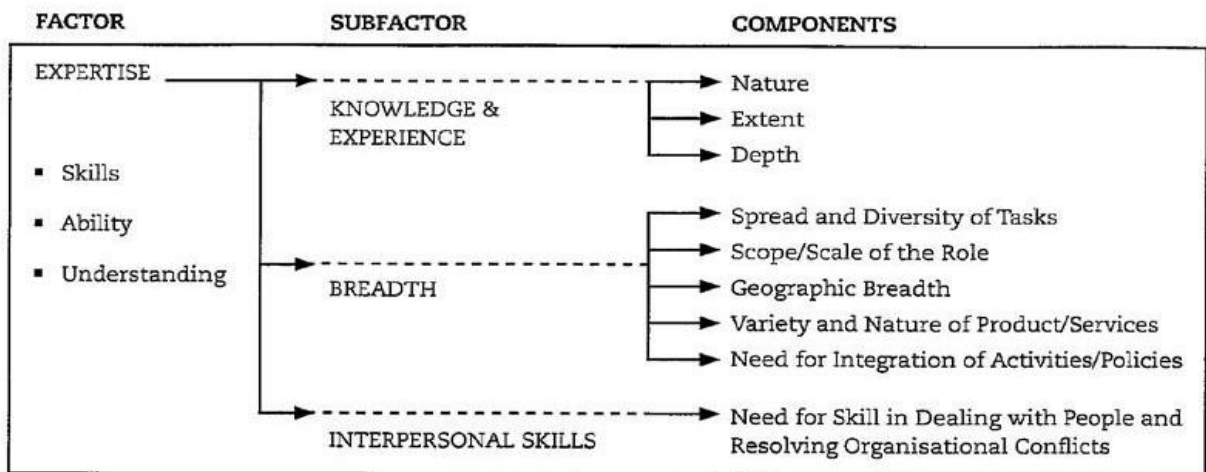 FACTOR SUBFACTOR COMPONENTS
EXPERTISE
▪ Skills
▪ Ability
▪ Understanding
KNOWLEDGE &
EXPERIENCE
Nature
Extent
Depth
BREADTH
Spread and Diversity of Tasks
Scope/Scale of the Role
Geographic Breadth
Variety and Nature of Product/Services
Need for Integration of Activities/Policies
INTERPERSONAL SKILLS
Need for Skill in Dealing with People and
Resolving Organisational Conflicts